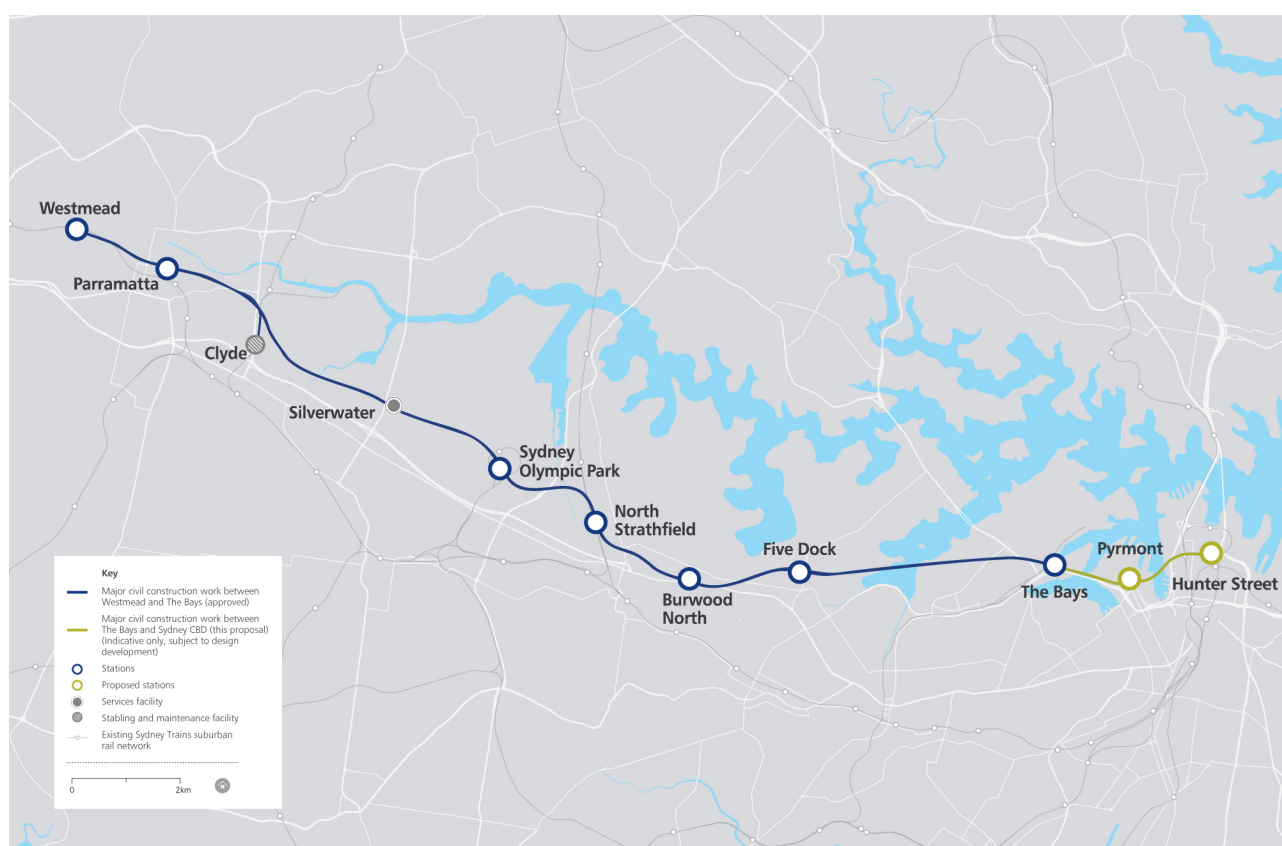 Westmead
Parramatta
Clyde
Silverwater
Sydney
Olympic Park
North
Strathfield
Burwood
North
Five Dock
The Bays
Pyrmont
Hunter Street
Key
Major civil construction work between
Westmead and The Bays (approved)
Major civil construction work between
The Bays and Sydney CBD (this proposal)
(Indicative only, subject to design
development)
Stations
Proposed stations
Services facility
Stabling and maintenance facility
Existing Sydney Trains suburban
rail network
0
2km
N